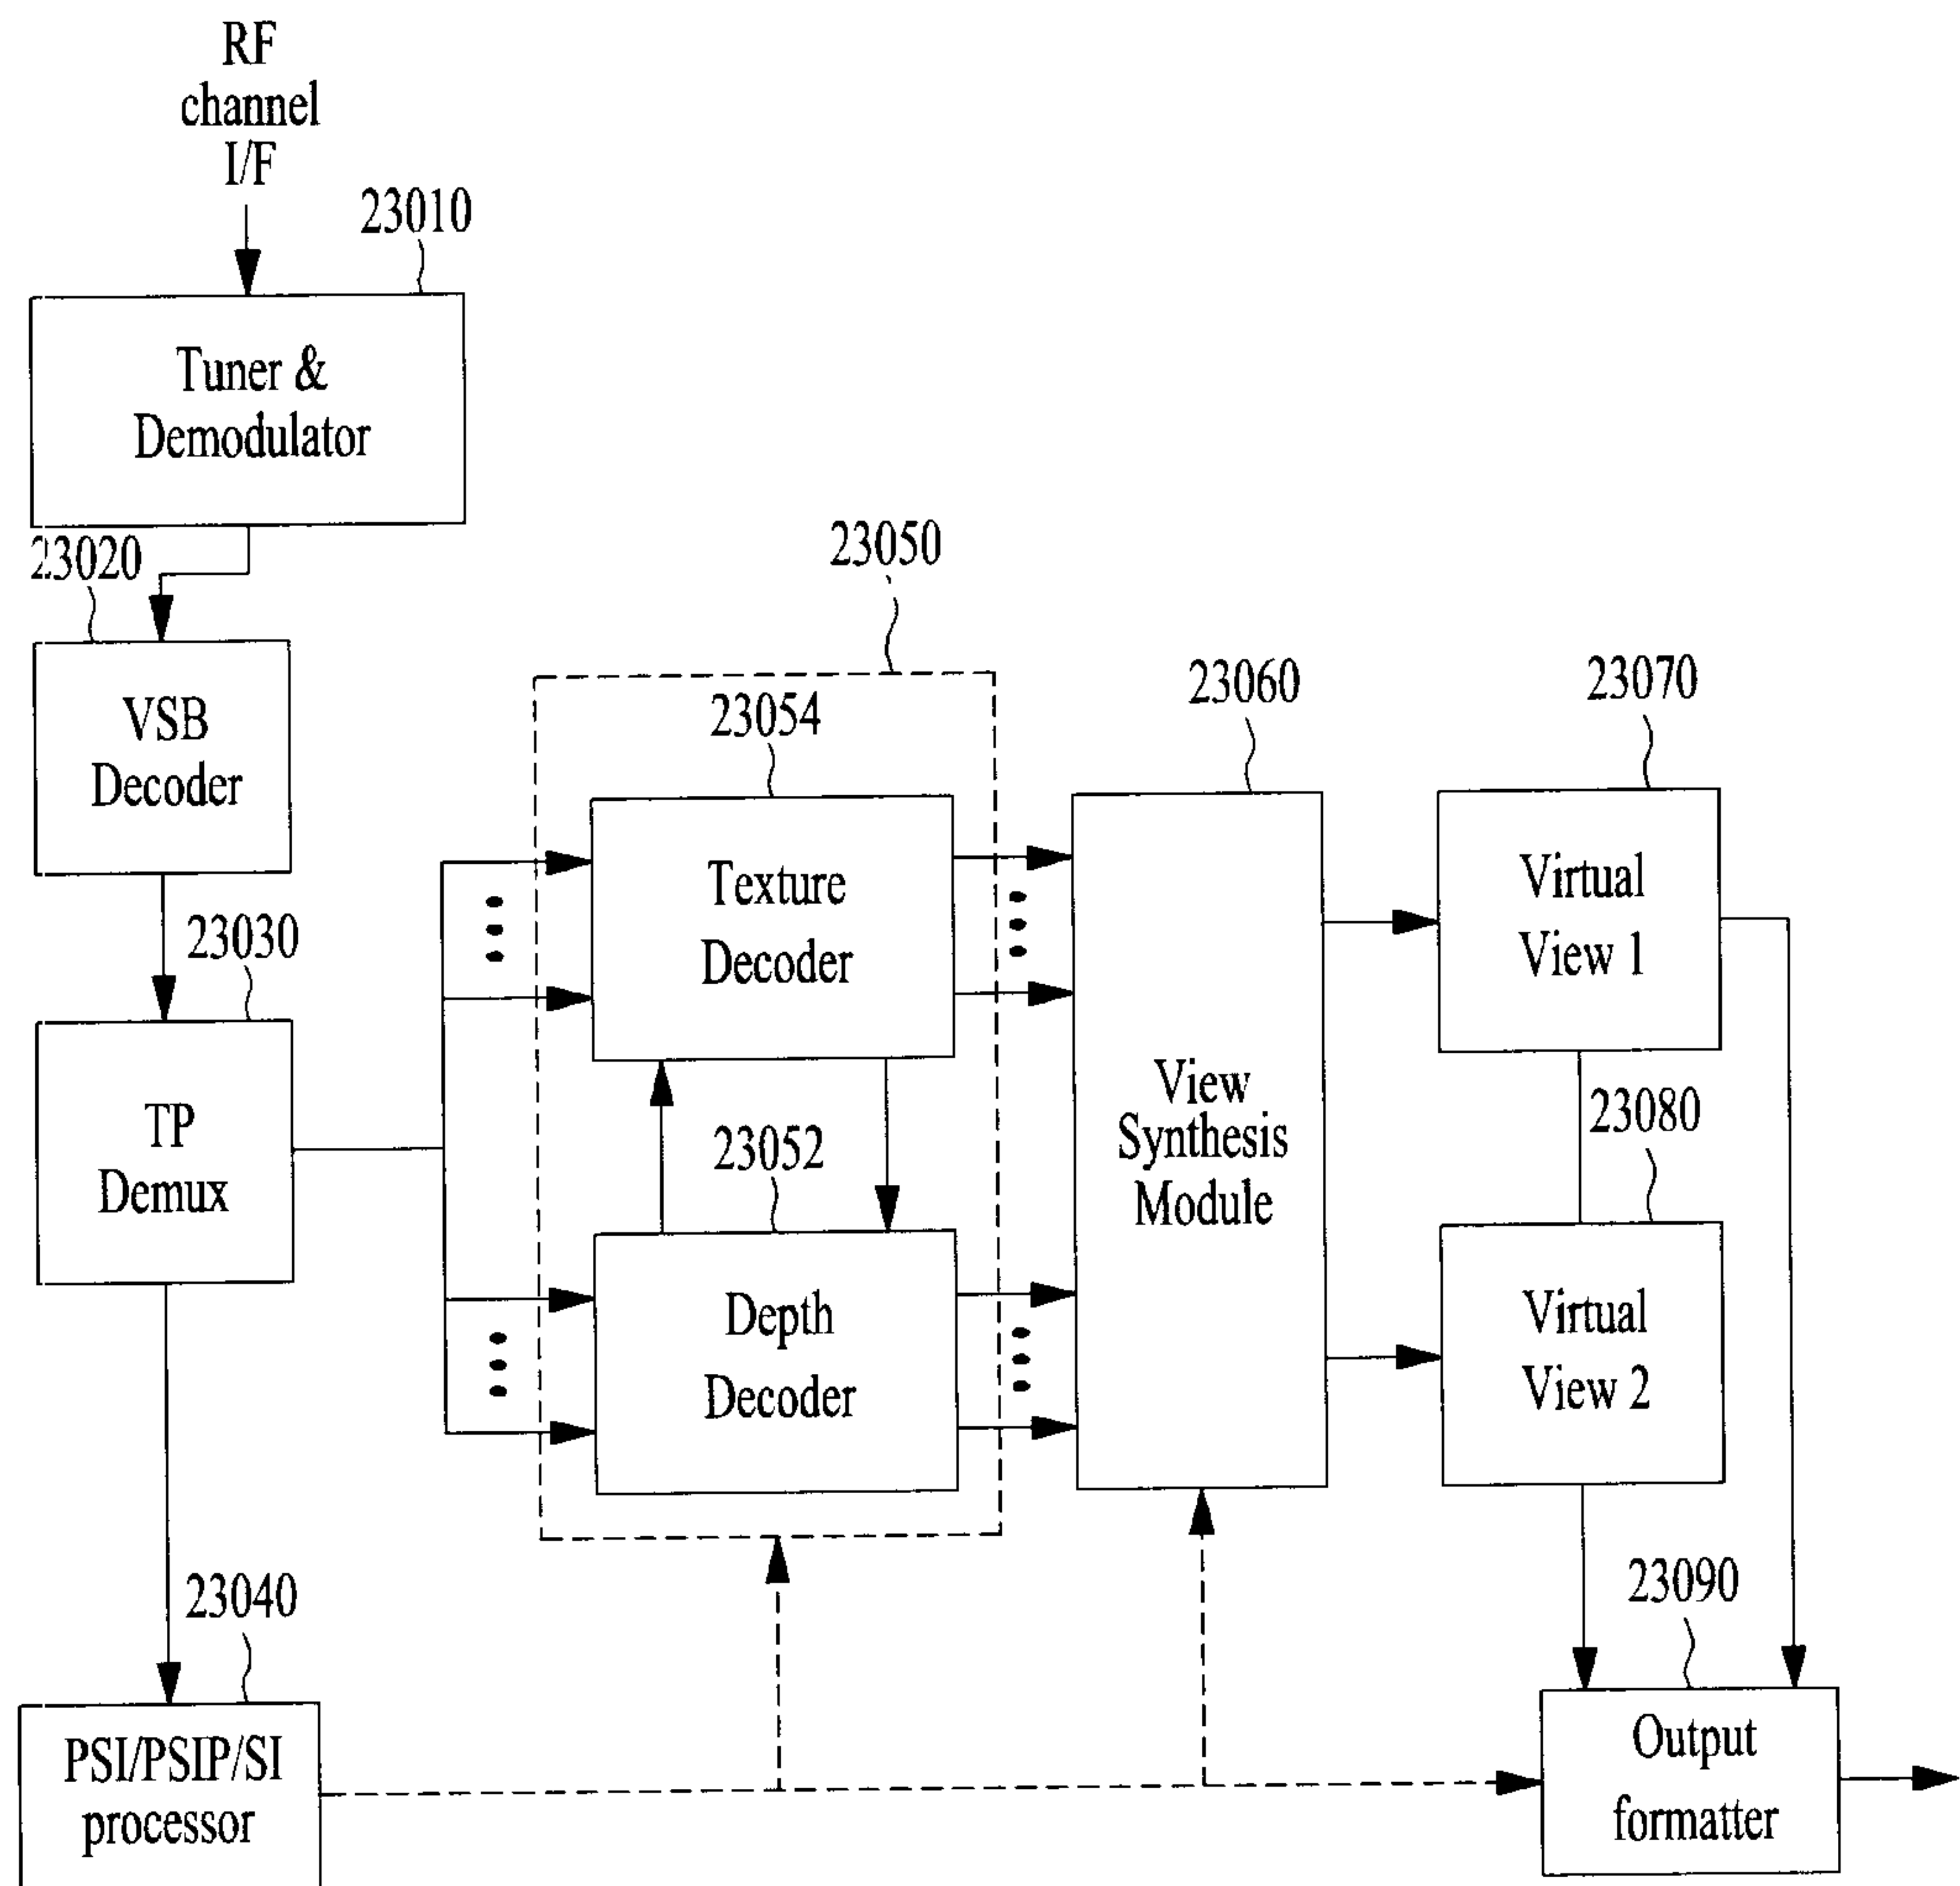 RF
channel
I/F
23010
Tuner &
Demodulator
23020
VSB
Decoder
23030
TP
Demux
23040
PSI/PSIP/SI
processor
23050
23054
Texture
Decoder
23052
Depth
Decoder
23060
View
Synthesis
Module
23070
Virtual
View 1
23080
Virtual
View 2
23090
Output
formatter